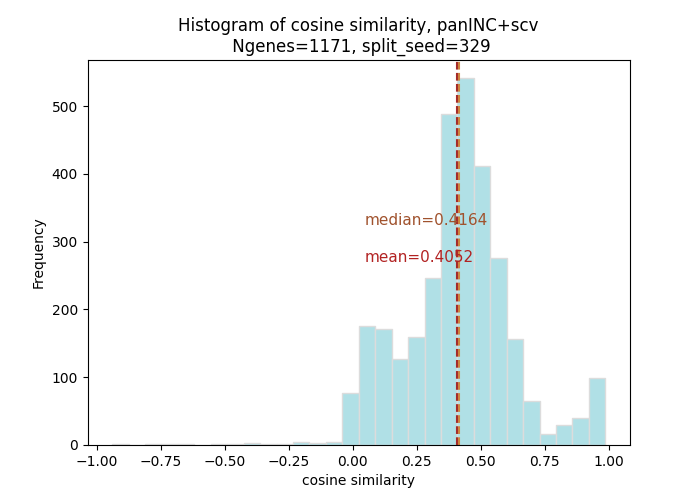 Histogram of cosine similarity, panINC+scv
Ngenes=1171, split_seed=329
500
400
300
200
100
0
Frequency
median=0.4164
mean=0.4052
−1.00
−0.75
−0.50
−0.25
0.00
0.25
0.50
0.75
1.00
cosine similarity